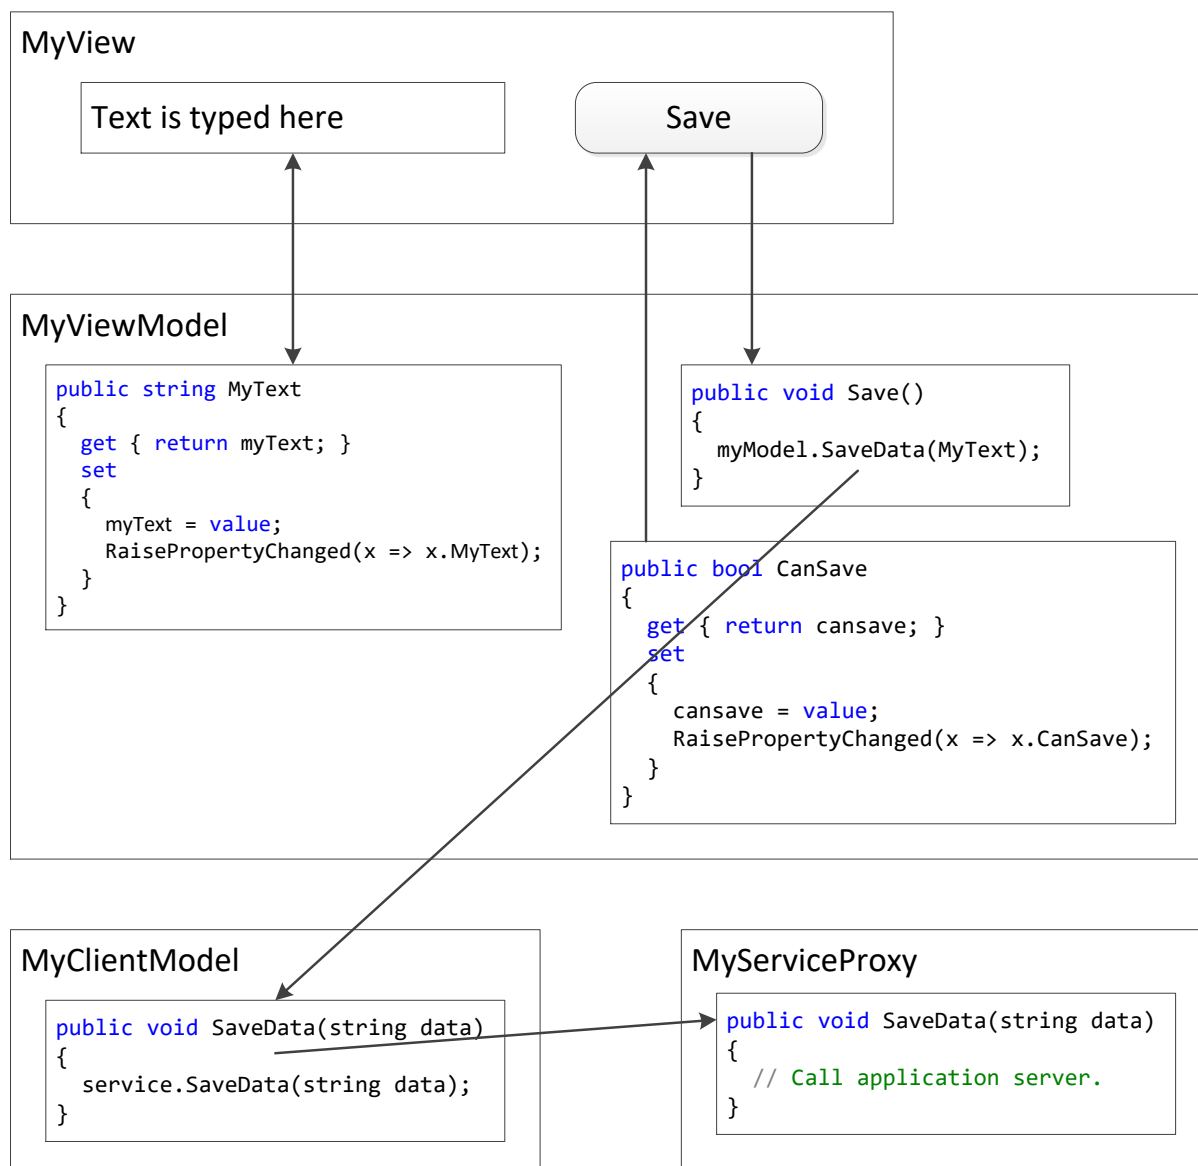 MyView
Text is typed here
Save
MyViewModel
public string MyText
{
  get { return myText; }
  set
  {
    myText = value;
    RaisePropertyChanged(x => x.MyText);
  }
}
public void Save()
{
  myModel.SaveData(MyText);
}
public bool CanSave
{
  get { return cansave; }
  set
  {
    cansave = value;
    RaisePropertyChanged(x => x.CanSave);
  }
}
MyClientModel
public void SaveData(string data)
{
  service.SaveData(string data);
}
MyServiceProxy
public void SaveData(string data)
{
  // Call application server.
}